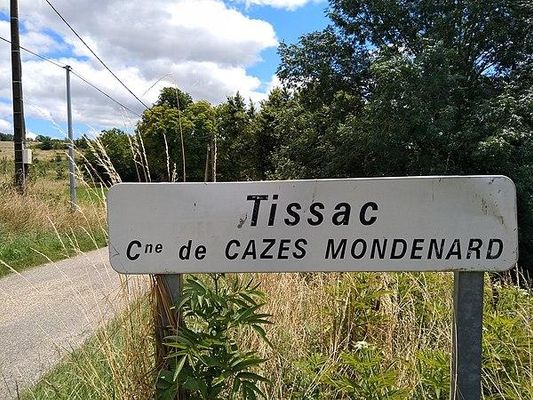 Tissac
Cne de CAZES MONDENARD